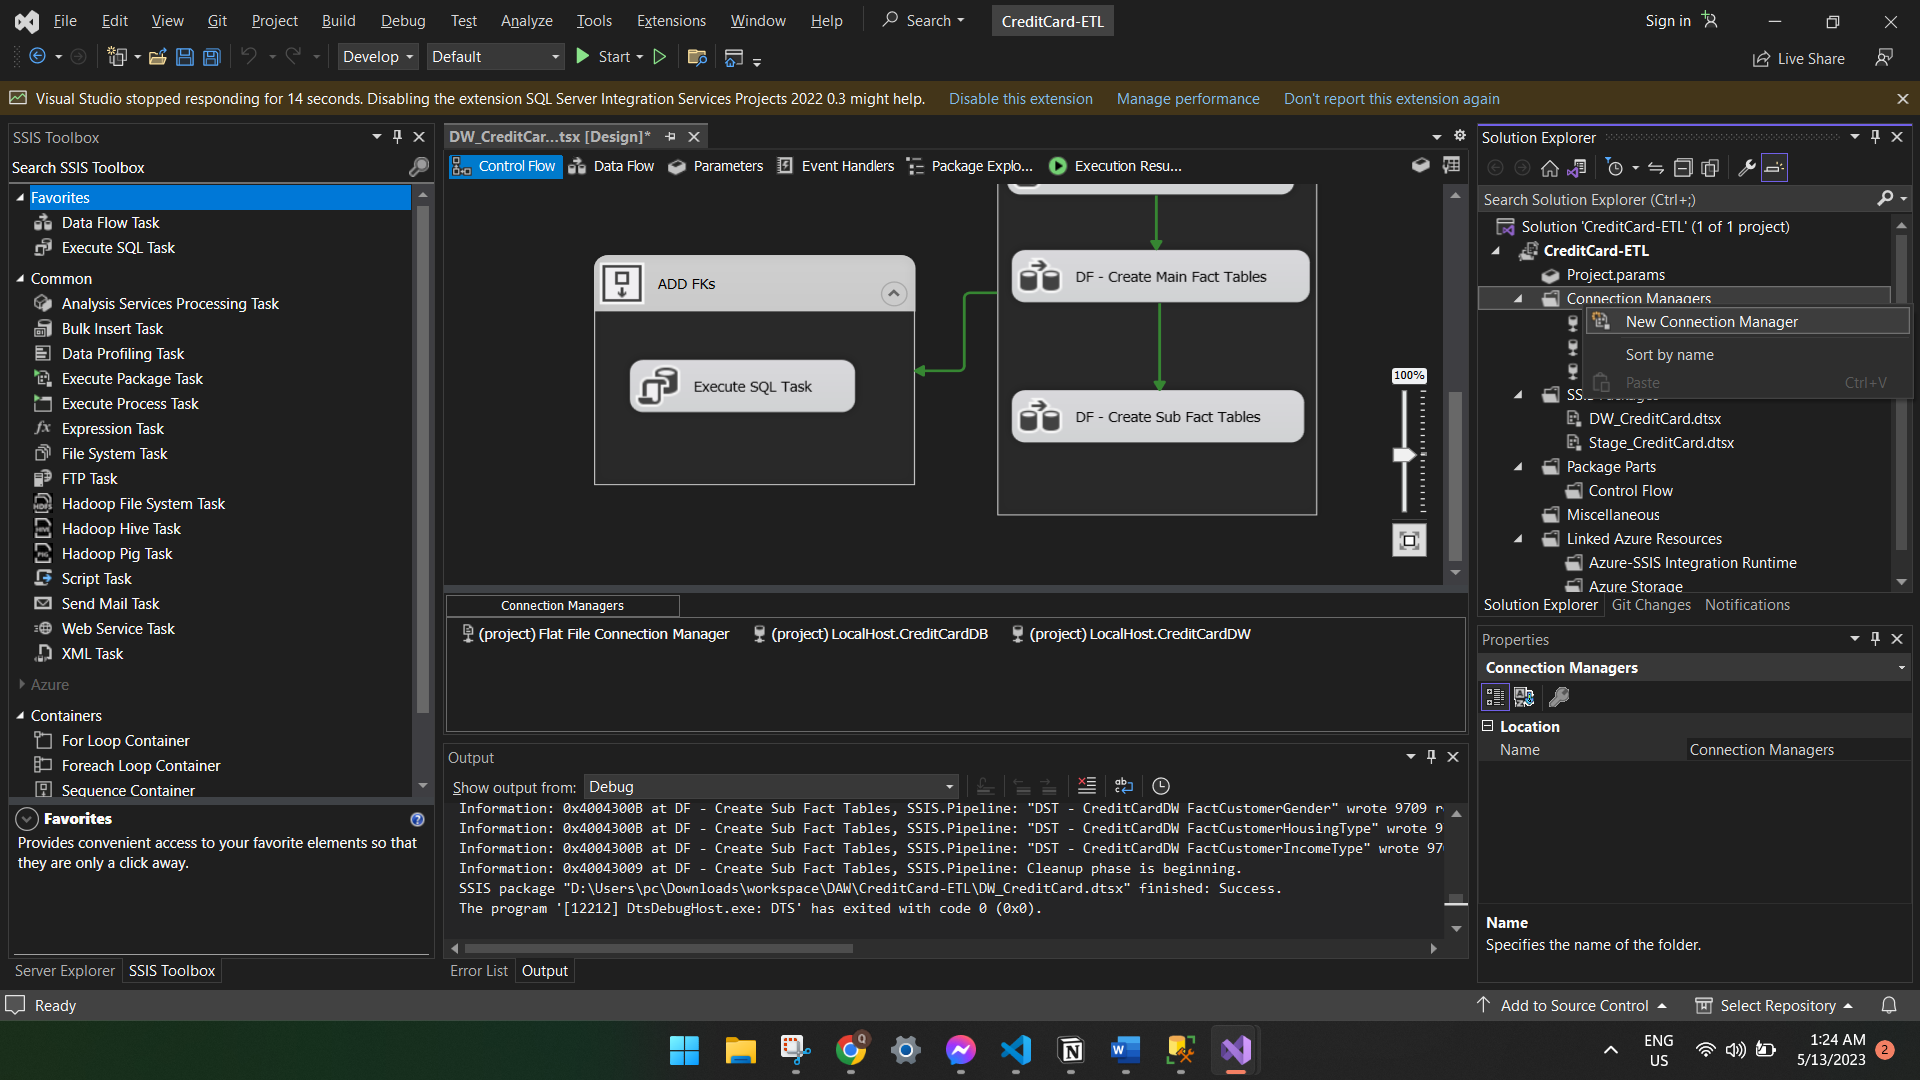 File Edit View Git Project Build Debug Test Analyze Tools Extensions Window Help Search CreditCard-ETL Sign in
Develop Default Start Live Share
Visual Studio stopped responding for 14 seconds. Disabling the extension SQL Server Integration Services Projects 2022 0.3 might help. Disable this extension Manage performance Don't report this extension again
SSIS Toolbox
Search SSIS Toolbox
Favorites
Data Flow Task
Execute SQL Task
Common
Analysis Services Processing Task
Bulk Insert Task
Data Profiling Task
Execute Package Task
Execute Process Task
Expression Task
File System Task
FTP Task
Hadoop File System Task
Hadoop Hive Task
Hadoop Pig Task
Script Task
Send Mail Task
Web Service Task
XML Task
Azure
Containers
For Loop Container
Foreach Loop Container
Sequence Container
Favorites
Provides convenient access to your favorite elements so that
they are only a click away.
Server Explorer SSIS Toolbox
DW_CreditCar...tsx [Design]*
Control Flow Data Flow Parameters Event Handlers Package Explo... Execution Resu...
ADD FKs
Execute SQL Task
DF - Create Main Fact Tables
DF - Create Sub Fact Tables
100%
Connection Managers
(project) Flat File Connection Manager (project) LocalHost.CreditCardDB (project) LocalHost.CreditCardDW
Output
Show output from: Debug
Information: 0x4004300B at DF - Create Sub Fact Tables, SSIS.Pipeline: "DST - CreditCardDW FactCustomerGender" wrote 9709 r
Information: 0x4004300B at DF - Create Sub Fact Tables, SSIS.Pipeline: "DST - CreditCardDW FactCustomerHousingType" wrote 9
Information: 0x4004300B at DF - Create Sub Fact Tables, SSIS.Pipeline: "DST - CreditCardDW FactCustomerIncomeType" wrote 970
Information: 0x40043009 at DF - Create Sub Fact Tables, SSIS.Pipeline: Cleanup phase is beginning.
SSIS package "D:\Users\pc\Downloads\workspace\DAW\CreditCard-ETL\DW_CreditCard.dtsx" finished: Success.
The program '[12212] DtsDebugHost.exe: DTS' has exited with code 0 (0x0).
Error List Output
Solution Explorer
Search Solution Explorer (Ctrl+;)
Solution 'CreditCard-ETL' (1 of 1 project)
CreditCard-ETL
Project.params
Connection Managers
New Connection Manager
Sort by name
Paste Ctrl+V
SSIS Packages
DW_CreditCard.dtsx
Stage_CreditCard.dtsx
Package Parts
Control Flow
Miscellaneous
Linked Azure Resources
Azure-SSIS Integration Runtime
Azure Storage
Solution Explorer Git Changes Notifications
Properties
Connection Managers
Location
Name Connection Managers
Name
Specifies the name of the folder.
Ready Add to Source Control Select Repository
ENG
US
1:24 AM
5/13/2023
2